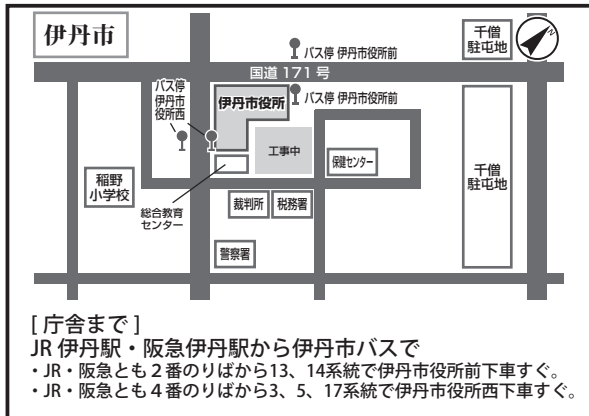 伊丹市
千僧
駐屯地
N
バス停 伊丹市役所前
国道 171 号
バス停
伊丹市
役所西
伊丹市役所
バス停 伊丹市役所前
工事中
保健センター
千僧
駐屯地
稲野
小学校
総合教育
センター
裁判所
税務署
警察署
[ 庁舎まで ]
JR 伊丹駅・阪急伊丹駅から伊丹市バスで
・JR・阪急とも２番のりばから13、14系統で伊丹市役所前下車すぐ。
・JR・阪急とも４番のりばから3、5、17系統で伊丹市役所西下車すぐ。